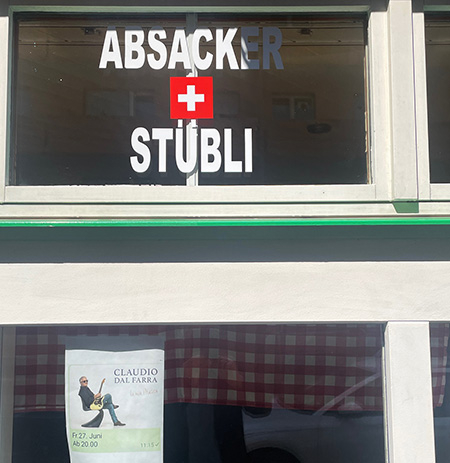 ABSACKER
STÜBLI
CLAUDIO
DAL FARRA
Fr.27. Juni
Ab 20.00